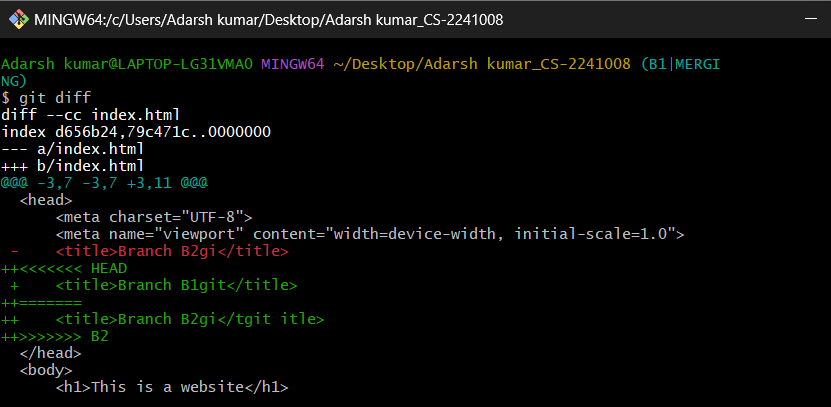 MINGW64:/c/Users/Adarsh kumar/Desktop/Adarsh kumar_CS-2241008
Adarsh kumar@LAPTOP-LG31VMA0 MINGW64 ~/Desktop/Adarsh kumar_CS-2241008 (B1|MERGI
NG)
$ git diff
diff --cc index.html
index d656b24,79c471c..0000000
--- a/index.html
+++ b/index.html
@@@ -3,7 -3,7 +3,11 @@@
  <head>
      <meta charset="UTF-8">
      <meta name="viewport" content="width=device-width, initial-scale=1.0">
 -    <title>Branch B2gi</title>
++<<<<<<< HEAD
 +    <title>Branch B1git</title>
++=======
++    <title>Branch B2gi</tgit itle>
++>>>>>>> B2
  </head>
  <body>
      <h1>This is a website</h1>